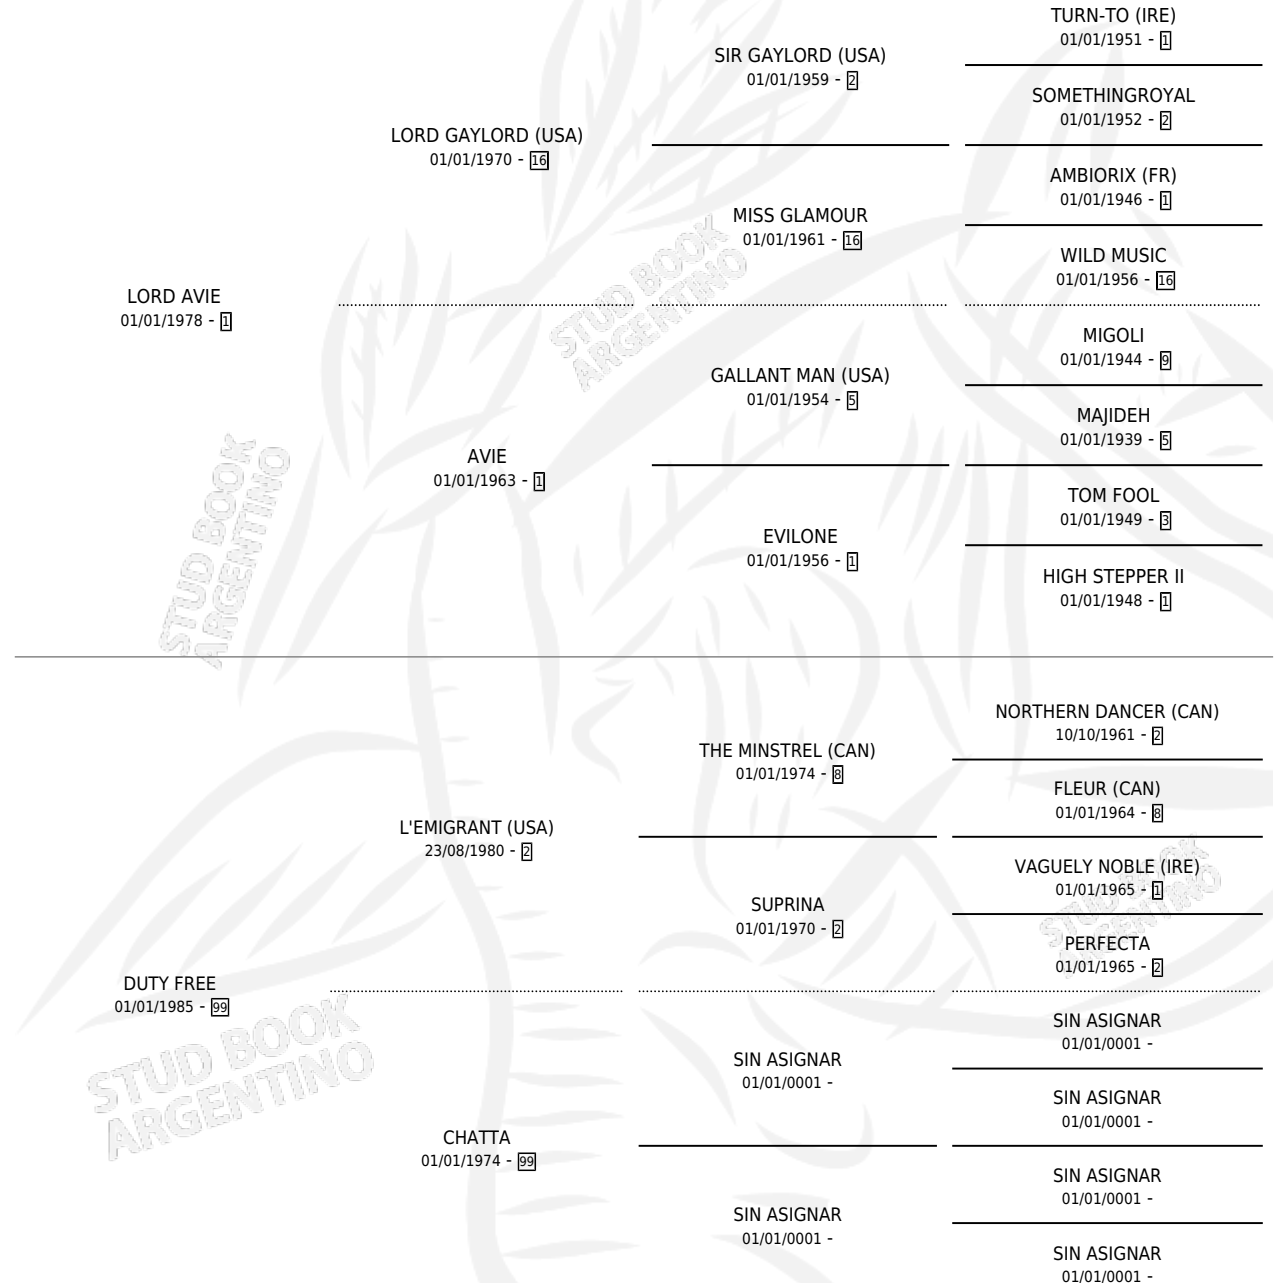 TURN-TO (IRE)
01/01/1951 - 1
SIR GAYLORD (USA)
01/01/1959 - 2
SOMETHINGROYAL
01/01/1952 - 2
LORD GAYLORD (USA)
01/01/1970 - 16
AMBIORIX (FR)
01/01/1946 - 1
MISS GLAMOUR
01/01/1961 - 16
WILD MUSIC
01/01/1956 - 16
LORD AVIE
01/01/1978 - 1
STUD BOOK
ARGENTINO
MIGOLI
01/01/1944 - 9
GALLANT MAN (USA)
01/01/1954 - 5
MAJIDEH
01/01/1939 - 5
AVIE
01/01/1963 - 1
STUD BOOK
ARGENTINO
TOM FOOL
01/01/1949 - 3
EVILONE
01/01/1956 - 1
HIGH STEPPER II
01/01/1948 - 1
NORTHERN DANCER (CAN)
10/10/1961 - 2
THE MINSTREL (CAN)
01/01/1974 - 8
FLEUR (CAN)
01/01/1964 - 8
L'EMIGRANT (USA)
23/08/1980 - 2
VAGUELY NOBLE (IRE)
01/01/1965 - 1
STUD BOOK
ARGENTINO
SUPRINA
01/01/1970 - 2
PERFECTA
01/01/1965 - 2
DUTY FREE
01/01/1985 - 99
STUD BOOK
ARGENTINO
SIN ASIGNAR
01/01/0001 -
SIN ASIGNAR
01/01/0001 -
SIN ASIGNAR
01/01/0001 -
CHATTA
01/01/1974 - 99
SIN ASIGNAR
01/01/0001 -
SIN ASIGNAR
01/01/0001 -
SIN ASIGNAR
01/01/0001 -